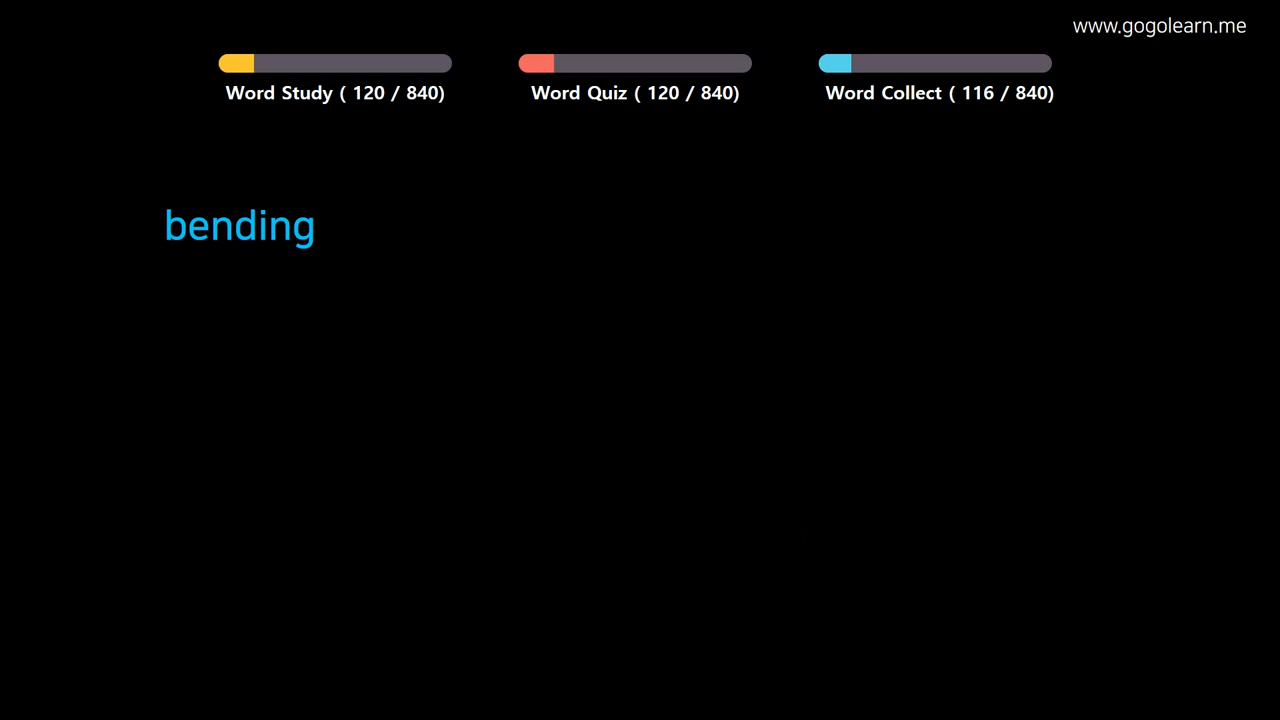 www.gogolearn.me
Word Study ( 120 / 840)
Word Quiz ( 120 / 840)
Word Collect ( 116 / 840)
bending